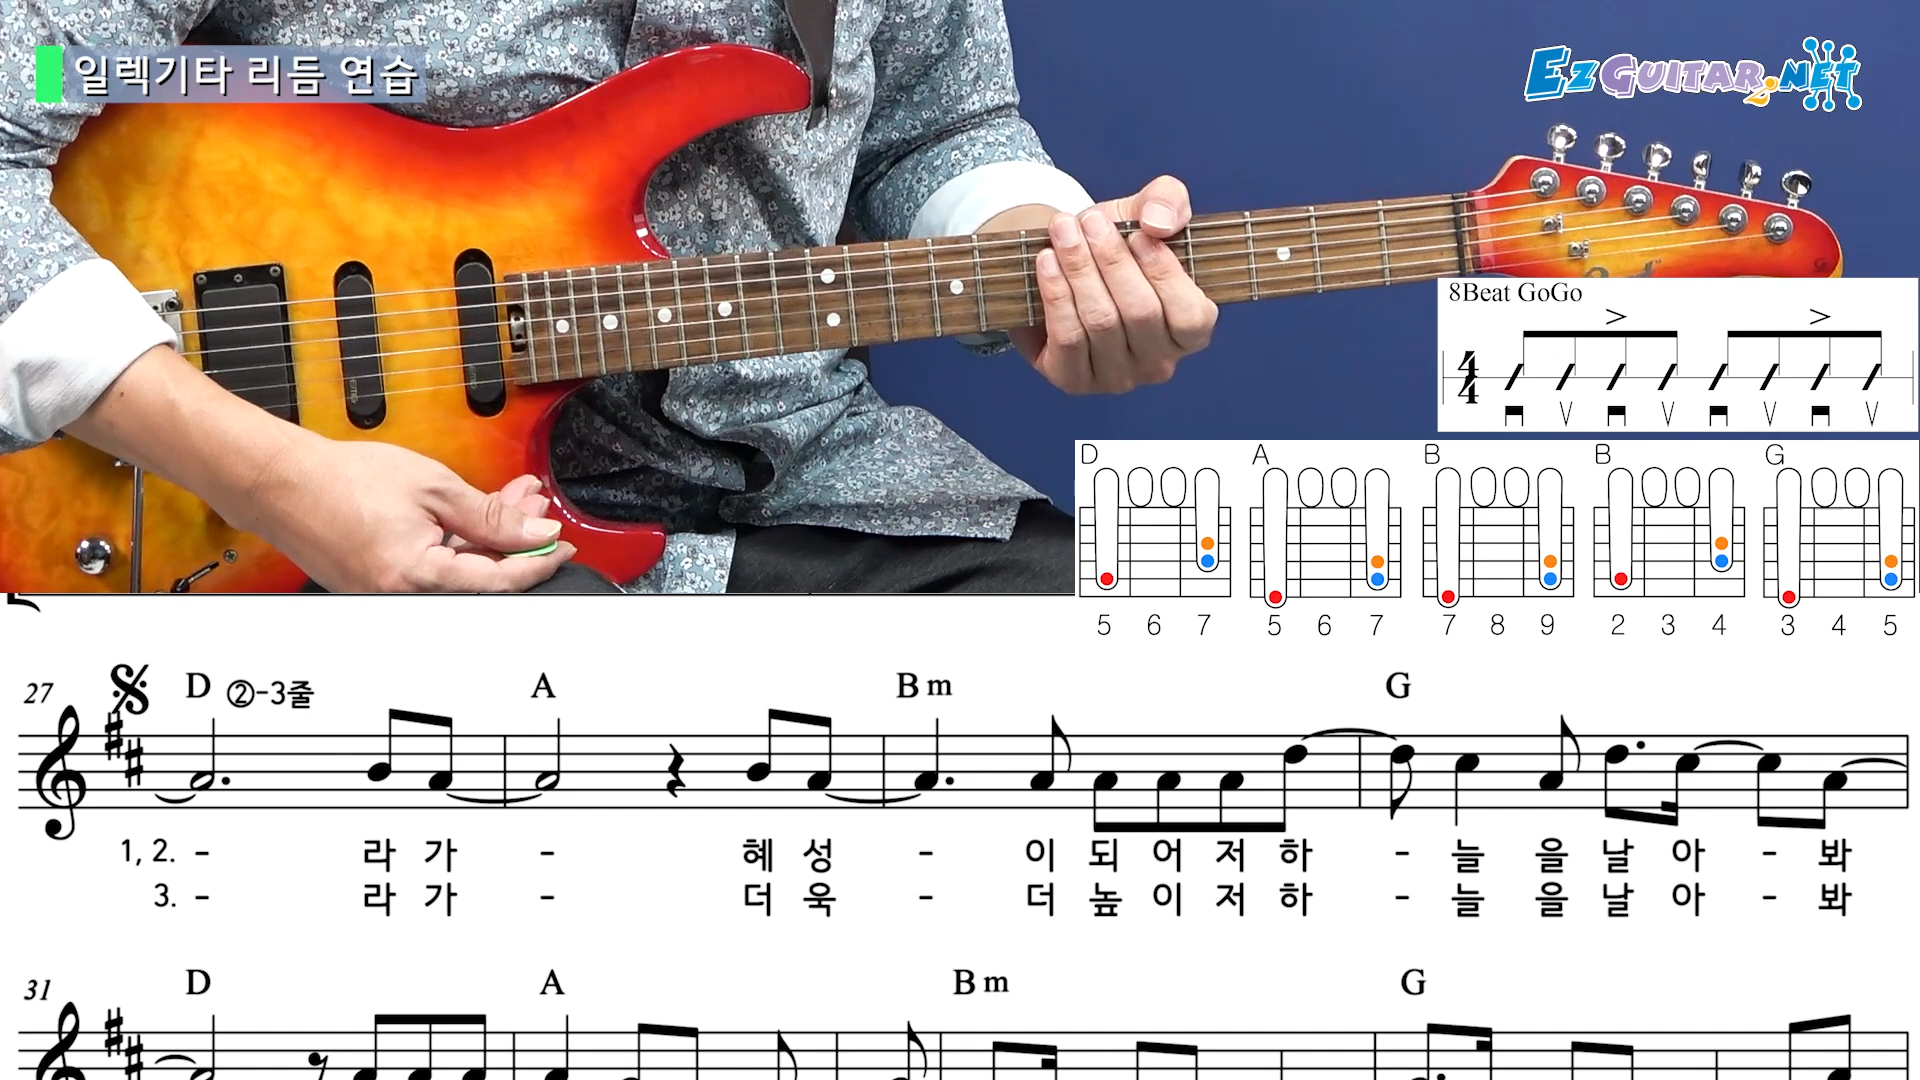 일렉기타 리듬 연습
EzGUITAR2.NET
8Beat GoGo
>
>
4
4
V V V V
D A B B G
5 6 7
5 6 7
7 8 9
2 3 4
3 4 5
27 D ②-3줄 A Bm G
1, 2. - 라 가 - 혜 성 - 이 되 어 저 하 - 늘 을 날 아 - 봐
3. - 라 가 - 더 욱 - 더 높 이 저 하 - 늘 을 날 아 - 봐
31 D A Bm G